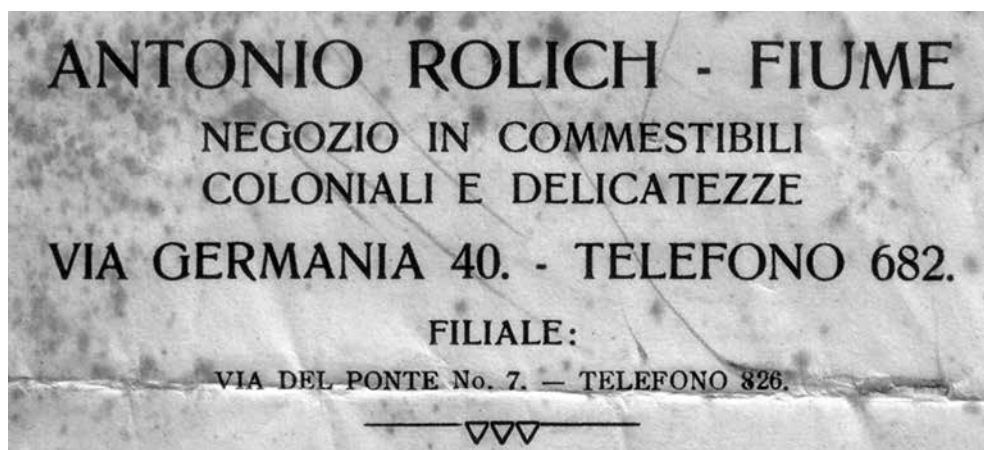 ANTONIO ROLICH - FIUME
NEGOZIO IN COMMESTIBILI
COLONIALI E DELICATEZZE
VIA GERMANIA 40. - TELEFONO 682.
FILIALE:
VIA DEL PONTE No. 7. — TELEFONO 826.